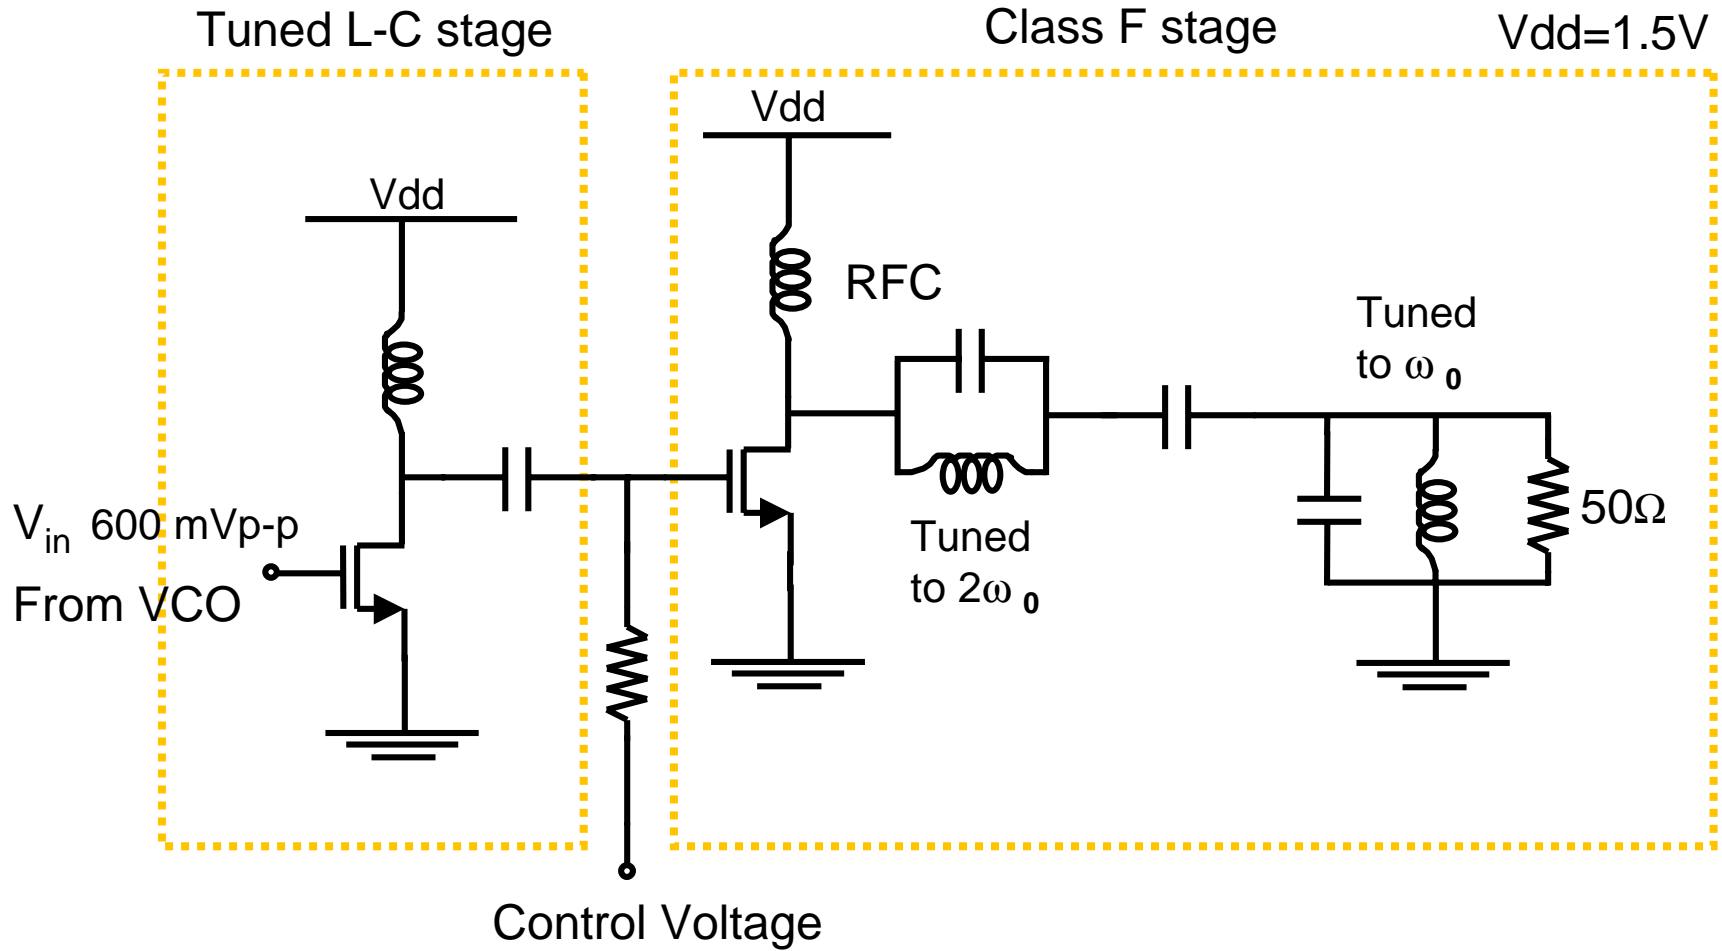 Tuned L-C stage
Class F stage
Vdd=1.5V
Vdd
Vdd
RFC
Tuned
to ω 0
Vin 600 mVp-p
From VCO
50Ω
Tuned
to 2ω 0
Control Voltage